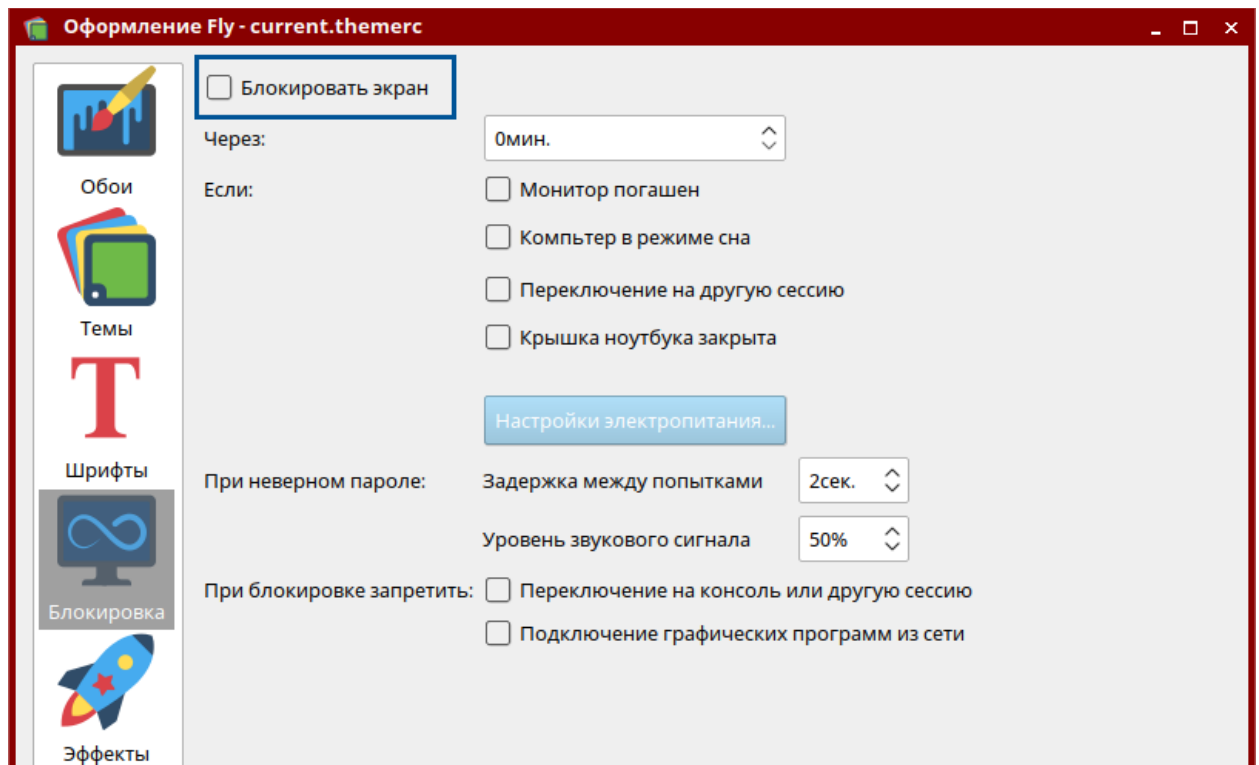 Оформление Fly - current.themerc
Блокировать экран
Через: 0мин.
Обои
Если: Монитор погашен
Компьтер в режиме сна
Переключение на другую сессию
Темы
Крышка ноутбука закрыта
Настройки электропитания...
Шрифты
При неверном пароле: Задержка между попытками 2сек.
Уровень звукового сигнала 50%
При блокировке запретить: Переключение на консоль или другую сессию
Блокировка
Подключение графических программ из сети
Эффекты